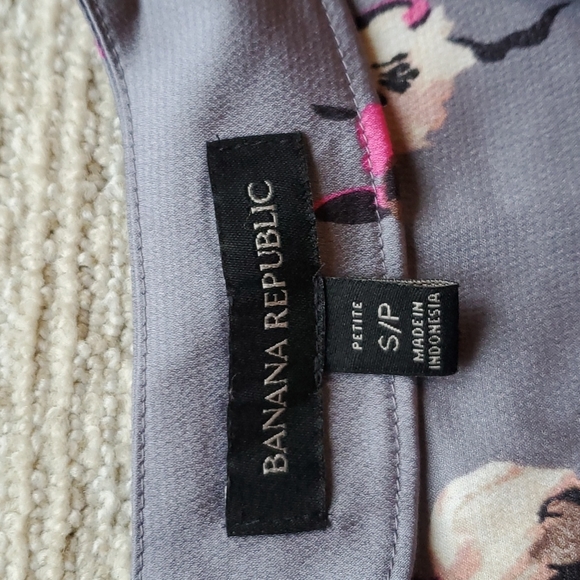 BANANA REPUBLIC
PETITE
S/P
MADE IN
INDONESIA